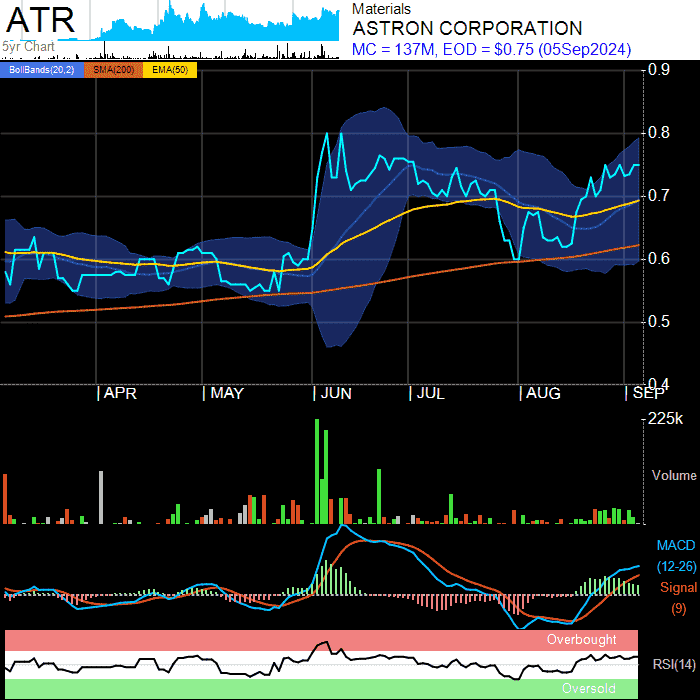 ATR
5yr Chart
Materials
ASTRON CORPORATION
MC = 137M, EOD = $0.75 (05Sep2024)
BollBands(20,2) SMA(200) EMA(50)
0.9
0.8
0.7
0.6
0.5
0.4
APR MAY JUN JUL AUG SEP
225k
Volume
MACD
(12-26)
Signal
(9)
Overbought
RSI(14)
Oversold